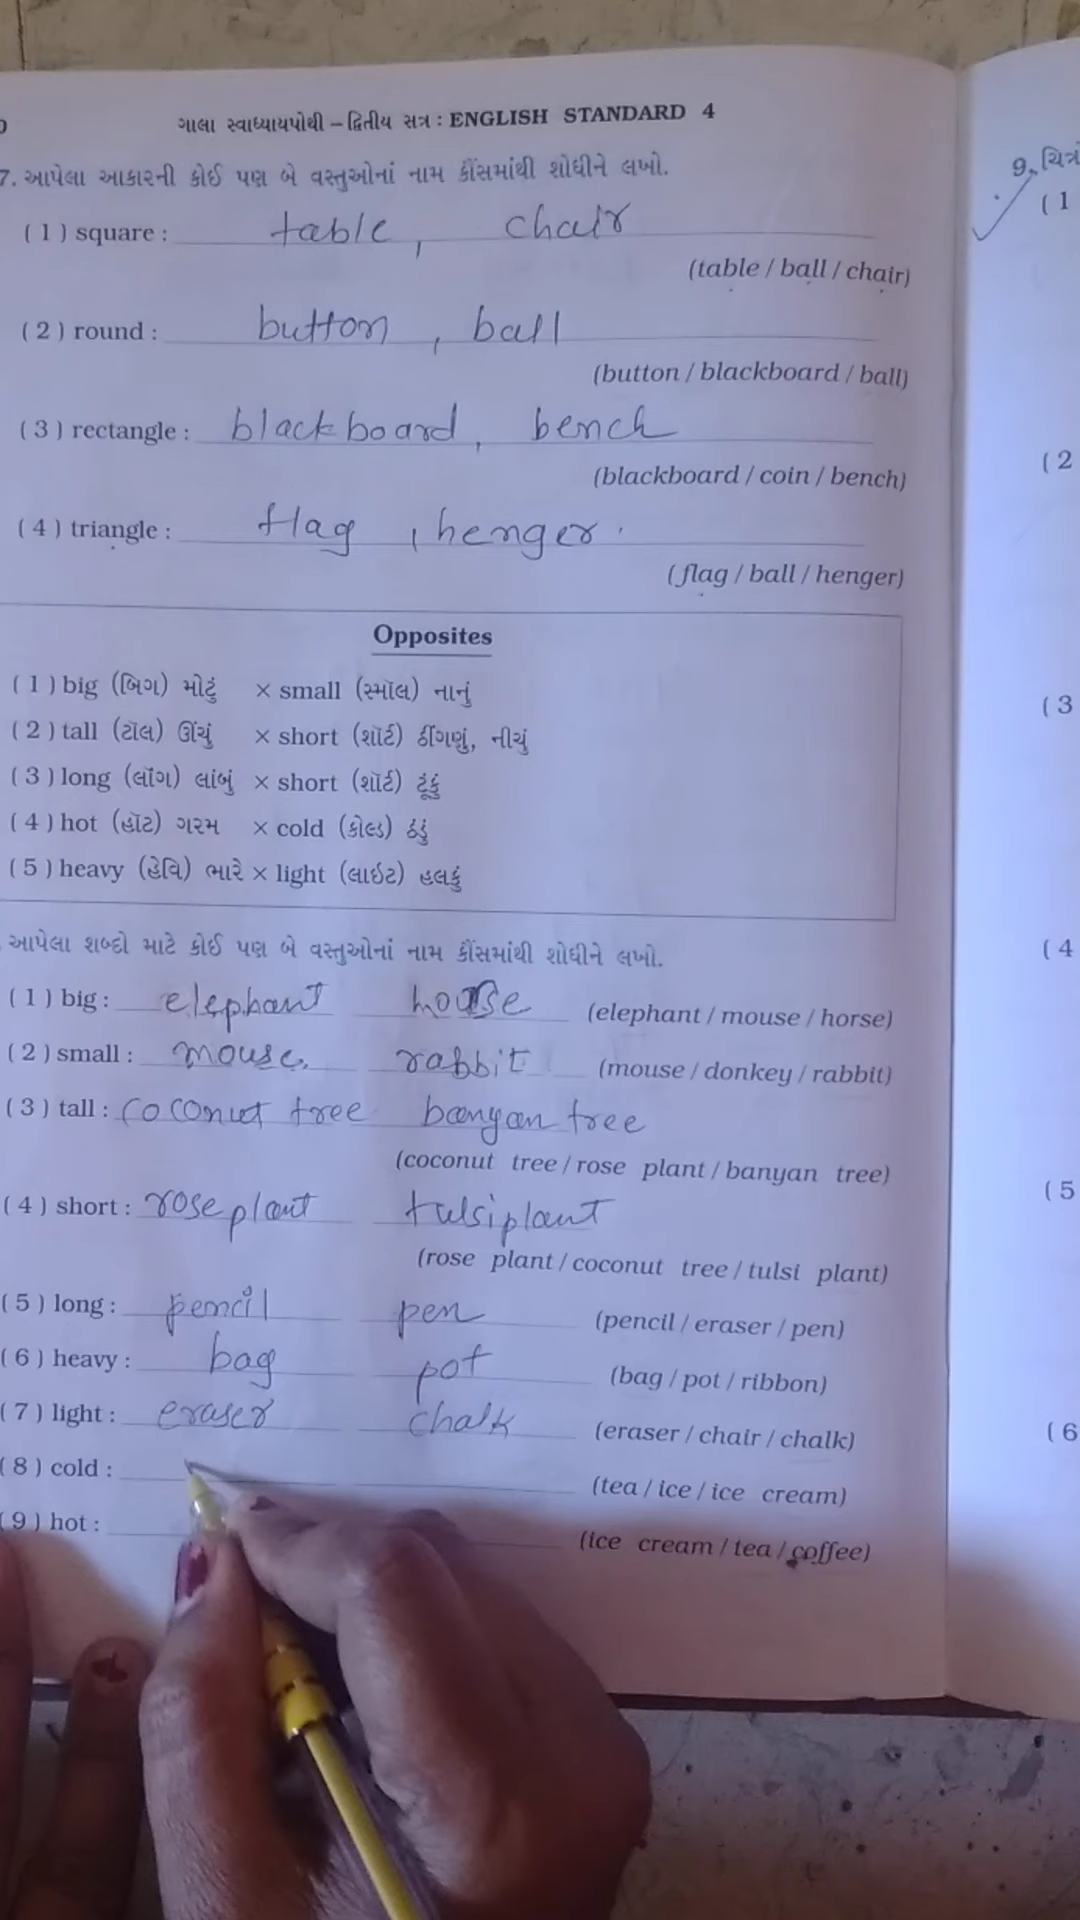 ગાલા સ્વાધ્યાયપોથી – દ્વિતીય સત્ર : ENGLISH STANDARD 4
7. આપેલા આકારની કોઈ પણ બે વસ્તુઓનાં નામ કૌંસમાંથી શોધીને લખો.
(1) square : table, chair
(table / ball / chair)
(2) round : button, ball
(button / blackboard / ball)
(3) rectangle : blackboard, bench
(blackboard / coin / bench)
(4) triangle : flag, henger.
(flag / ball / henger)
Opposites
(1) big (બિગ) મોટું × small (સ્મૉલ) નાનું
(2) tall (ટૉલ) ઊંચું × short (શૉર્ટ) ઠીંગણું, નીચું
(3) long (લૉંગ) લાંબું × short (શૉર્ટ) ટૂંકું
(4) hot (હૉટ) ગરમ × cold (કોલ્ડ) ઠંડું
(5) heavy (હેવિ) ભારે × light (લાઇટ) હલકું
આપેલા શબ્દો માટે કોઈ પણ બે વસ્તુઓનાં નામ કૌંસમાંથી શોધીને લખો.
(1) big : elephant horse (elephant / mouse / horse)
(2) small : mouse. rabbit (mouse / donkey / rabbit)
(3) tall : coconut tree banyan tree
(coconut tree / rose plant / banyan tree)
(4) short : rose plant tulsi plant
(rose plant / coconut tree / tulsi plant)
(5) long : pencil pen (pencil / eraser / pen)
(6) heavy : bag pot (bag / pot / ribbon)
(7) light : eraser chalk (eraser / chair / chalk)
(8) cold : (tea / ice / ice cream)
(9) hot : (ice cream / tea / coffee)
9. ચિત્રો
(1
(2
(3
(4
(5
(6